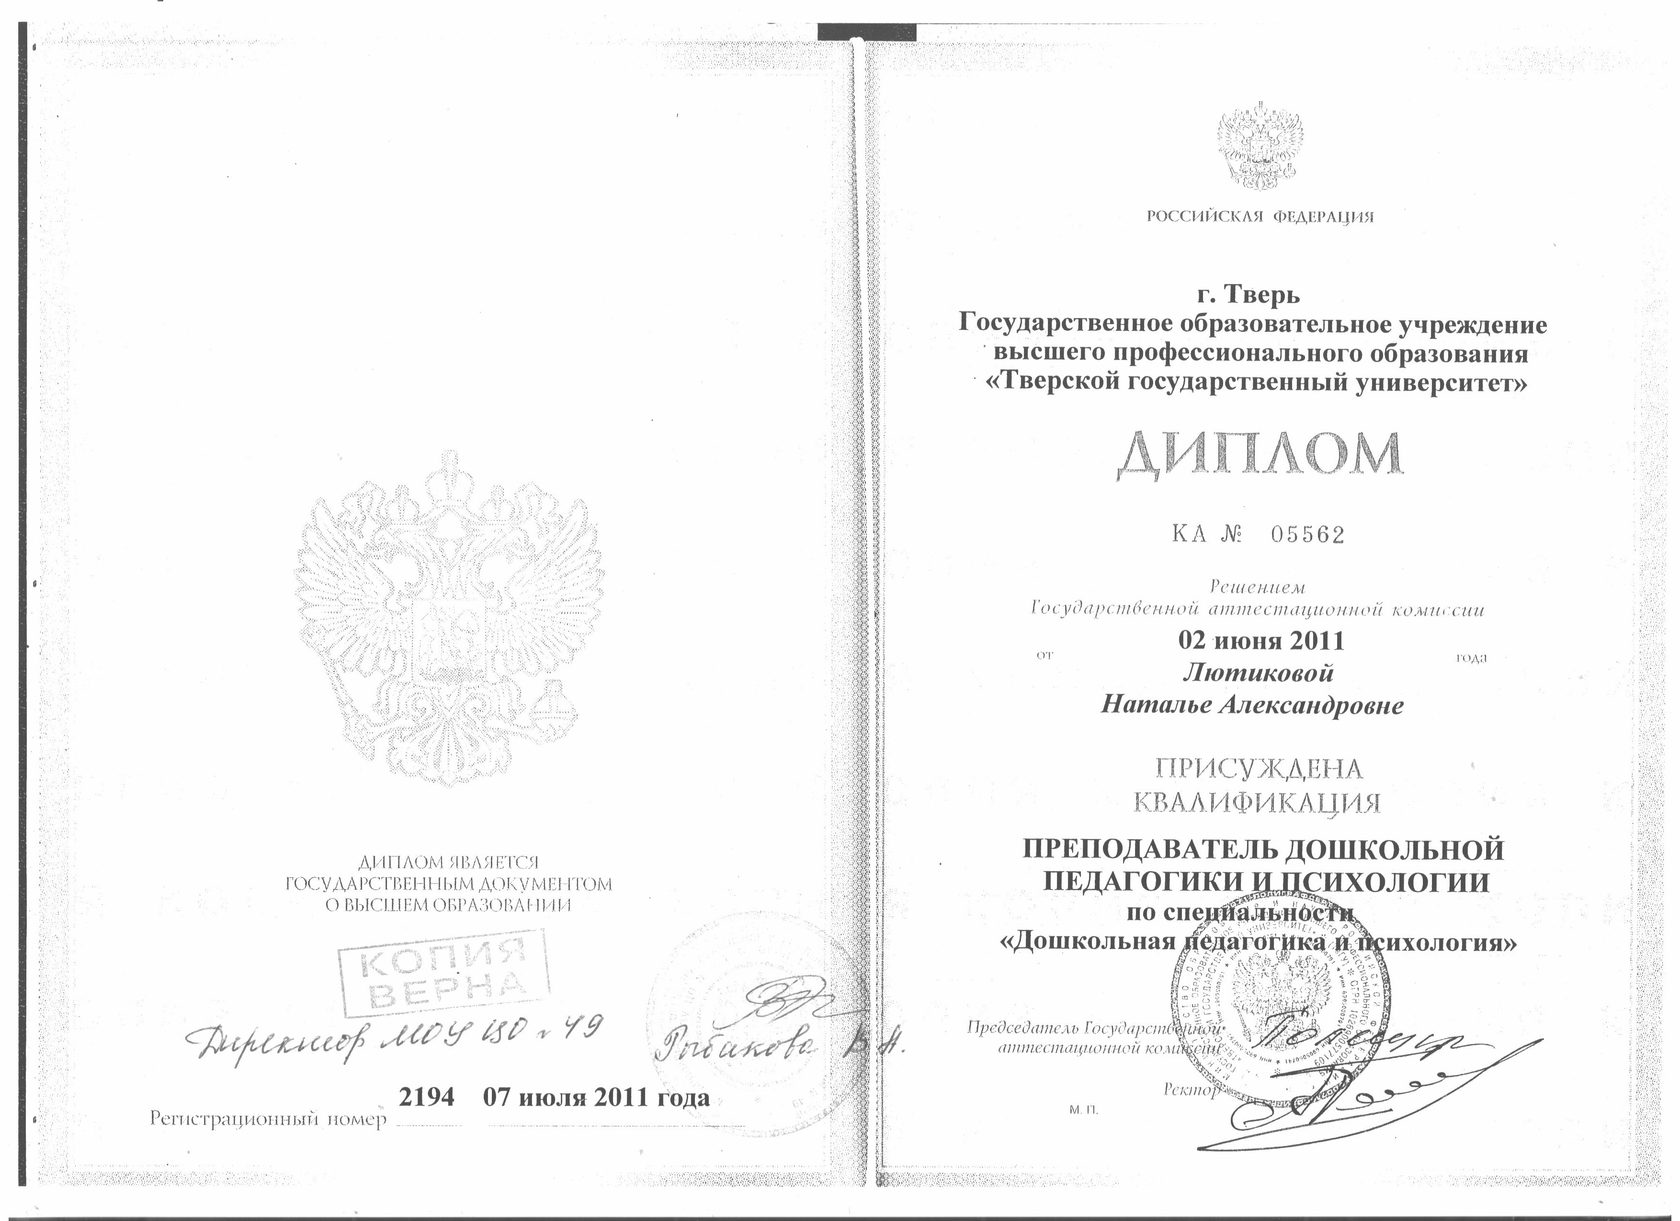 ДИПЛОМ ЯВЛЯЕТСЯ
ГОСУДАРСТВЕННЫМ ДОКУМЕНТОМ
О ВЫСШЕМ ОБРАЗОВАНИИ
КОПИЯ
ВЕРНА
Директор МОУ ЦО № 49 Рыбакова В.А.
2194 07 июля 2011 года
Регистрационный номер
РОССИЙСКАЯ ФЕДЕРАЦИЯ
г. Тверь
Государственное образовательное учреждение
высшего профессионального образования
«Тверской государственный университет»
ДИПЛОМ
КА № 05562
Решением
Государственной аттестационной комиссии
от 02 июня 2011 года
Лютиковой
Наталье Александровне
ПРИСУЖДЕНА
КВАЛИФИКАЦИЯ
ПРЕПОДАВАТЕЛЬ ДОШКОЛЬНОЙ
ПЕДАГОГИКИ И ПСИХОЛОГИИ
по специальности
«Дошкольная педагогика и психология»
Председатель Государственной
аттестационной комиссии
Ректор
М. П.